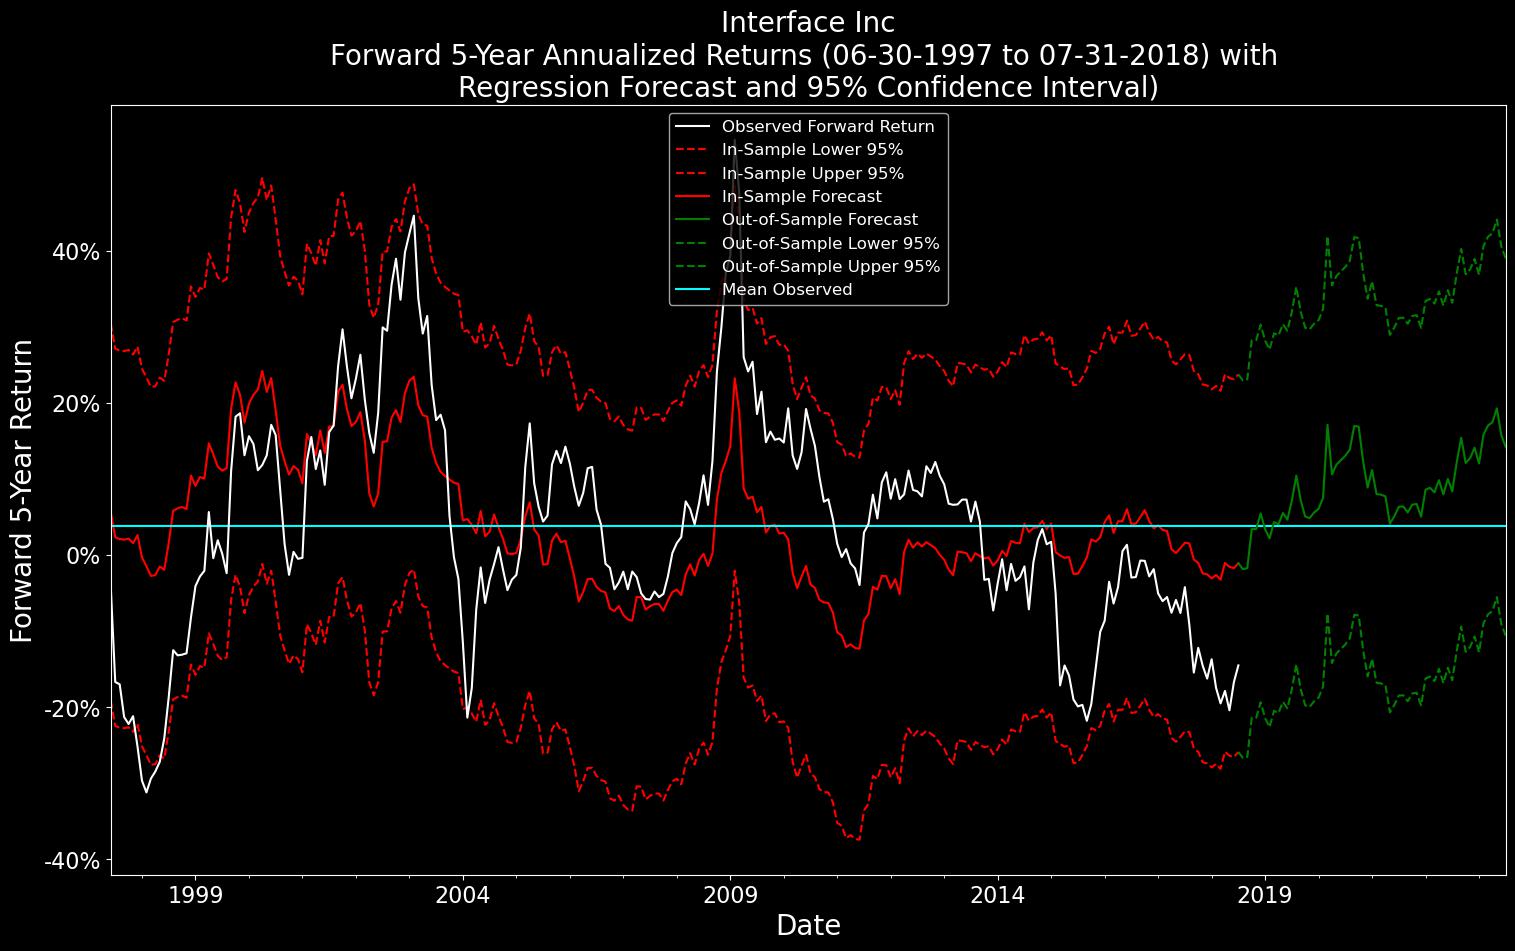 Interface Inc
Forward 5-Year Annualized Returns (06-30-1997 to 07-31-2018) with
Regression Forecast and 95% Confidence Interval)
Observed Forward Return
In-Sample Lower 95%
In-Sample Upper 95%
In-Sample Forecast
Out-of-Sample Forecast
Out-of-Sample Lower 95%
Out-of-Sample Upper 95%
Mean Observed
Forward 5-Year Return
40%
20%
0%
-20%
-40%
1999
2004
2009
2014
2019
Date